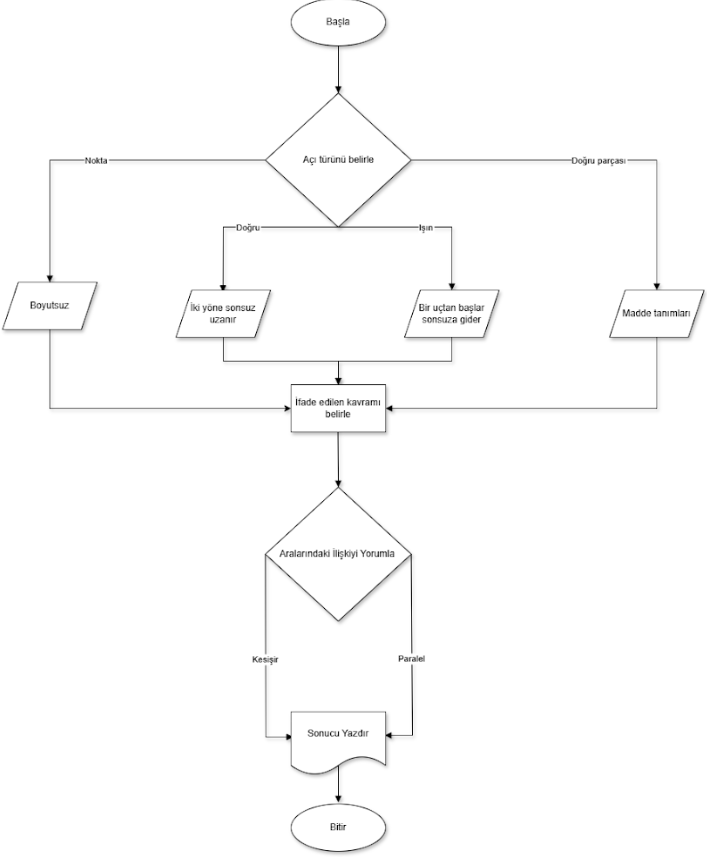 Başla
Açı türünü belirle
Nokta
Doğru parçası
Doğru
Işın
Boyutsuz
İki yöne sonsuz
uzanır
Bir uçtan başlar
sonsuza gider
Madde tanımları
İfade edilen kavramı
belirle
Aralarındaki İlişkiyi Yorumla
Kesişir
Paralel
Sonucu Yazdır
Bitir